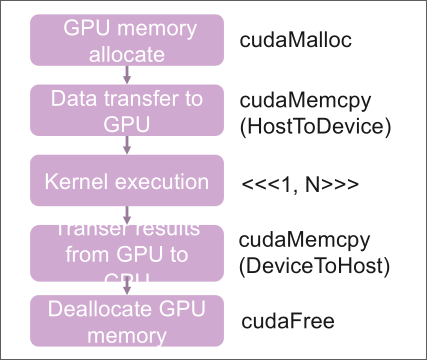 GPU memory
allocate
cudaMalloc
Data transfer to
GPU
cudaMemcpy
(HostToDevice)
Kernel execution
<<<1, N>>>
Transer results
from GPU to
CPU
cudaMemcpy
(DeviceToHost)
Deallocate GPU
memory
cudaFree